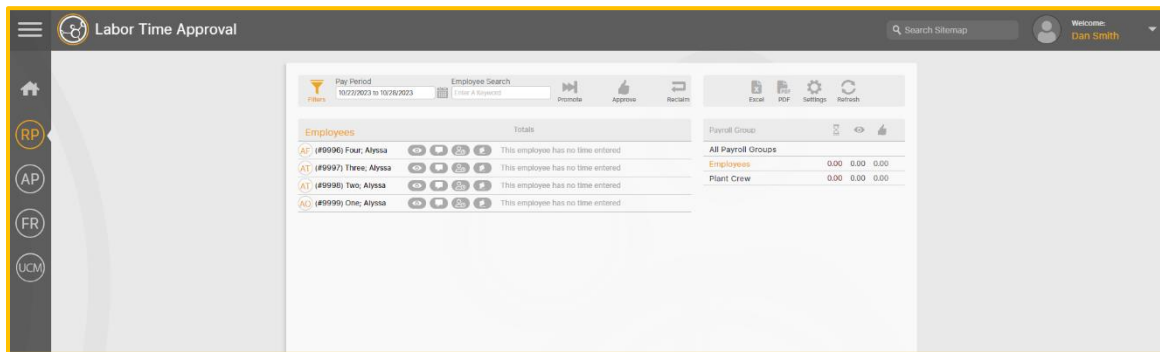 Labor Time Approval
Search Sitemap
Welcome:
Dan Smith
RP
AP
FR
UCM
Filters
Pay Period
10/22/2023 to 10/28/2023
Employee Search
Enter A Keyword
Promote
Approve
Reclaim
Excel
PDF
Settings
Refresh
Employees
Totals
AF (#9996) Four; Alyssa This employee has no time entered
AT (#9997) Three; Alyssa This employee has no time entered
AT (#9998) Two; Alyssa This employee has no time entered
AO (#9999) One; Alyssa This employee has no time entered
Payroll Group
All Payroll Groups
Employees 0.00 0.00 0.00
Plant Crew 0.00 0.00 0.00